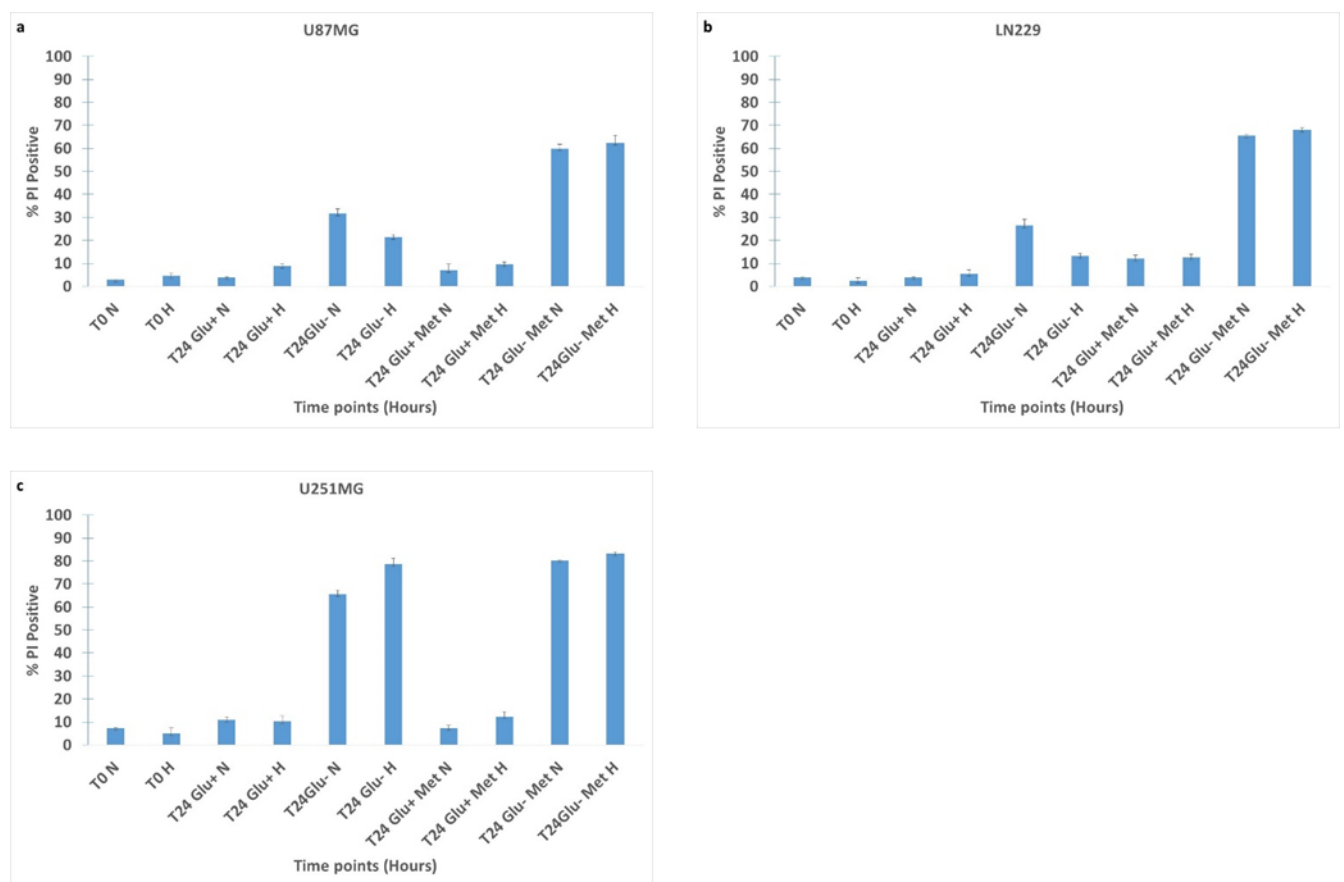 a
U87MG
100
90
80
70
60
50
40
30
20
10
0
% PI Positive
T0 N
T0 H
T24 Glu+ N
T24 Glu+ H
T24Glu- N
T24 Glu- H
T24 Glu+ Met N
T24 Glu+ Met H
T24 Glu- Met N
T24Glu- Met H
Time points (Hours)
b
LN229
100
90
80
70
60
50
40
30
20
10
0
% PI Positive
T0 N
T0 H
T24 Glu+ N
T24 Glu+ H
T24Glu- N
T24 Glu- H
T24 Glu+ Met N
T24 Glu+ Met H
T24 Glu- Met N
T24Glu- Met H
Time points (Hours)
c
U251MG
100
90
80
70
60
50
40
30
20
10
0
% PI Positive
T0 N
T0 H
T24 Glu+ N
T24 Glu+ H
T24Glu- N
T24 Glu- H
T24 Glu+ Met N
T24 Glu+ Met H
T24 Glu- Met N
T24Glu- Met H
Time points (Hours)